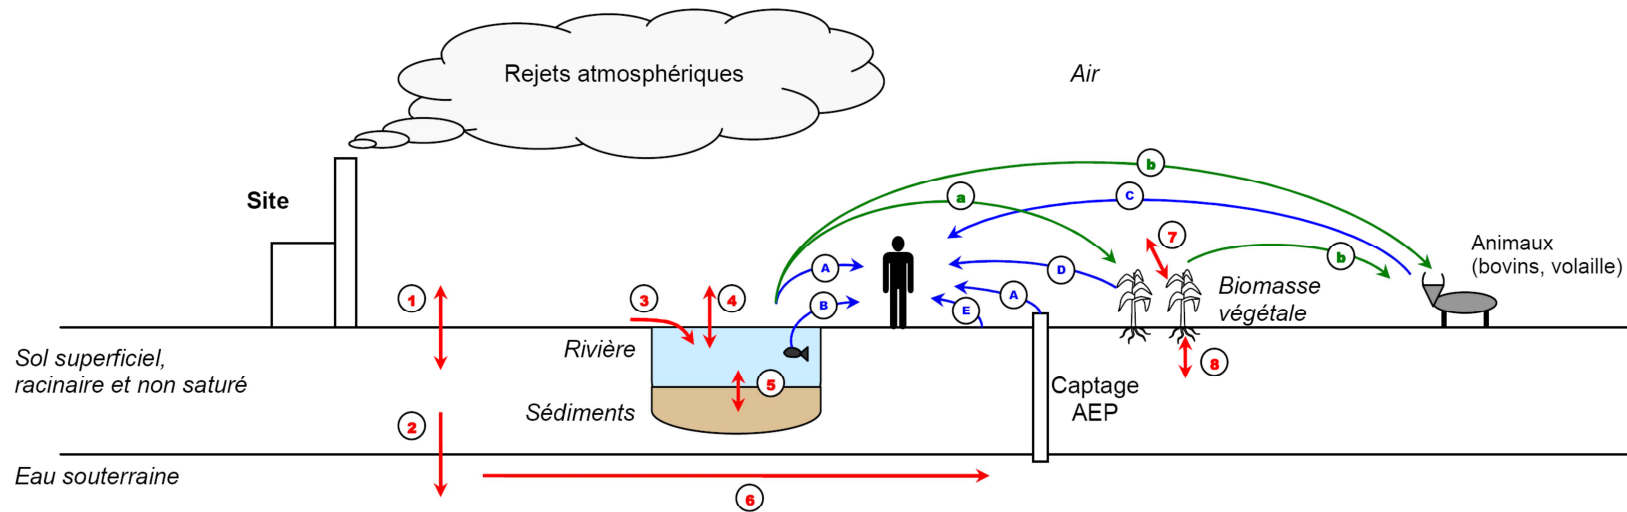 Rejets atmosphériques
Air
b
Site
a
C
7
Animaux
(bovins, volaille)
A
D
b
1
3
4
B
E
A
Biomasse
végétale
Sol superficiel,
racinaire et non saturé
Rivière
8
5
Captage
AEP
Sédiments
2
Eau souterraine
6